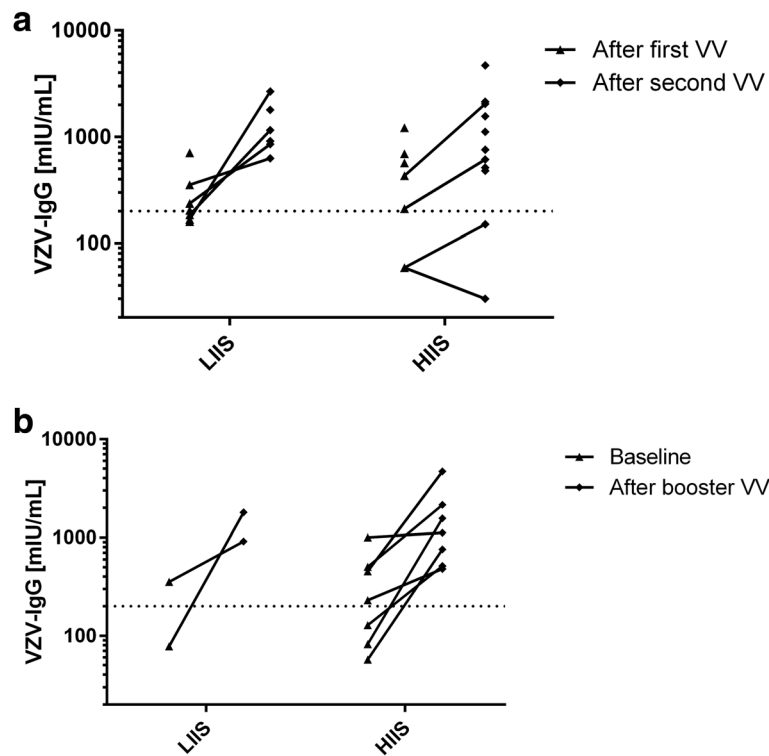 a
10000
1000
100
VZV-IgG [mIU/mL]
LIIS
HIIS
After first VV
After second VV
b
10000
1000
100
VZV-IgG [mIU/mL]
LIIS
HIIS
Baseline
After booster VV